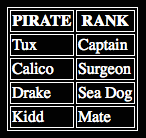 PIRATE RANK
Tux Captain
Calico Surgeon
Drake Sea Dog
Kidd Mate